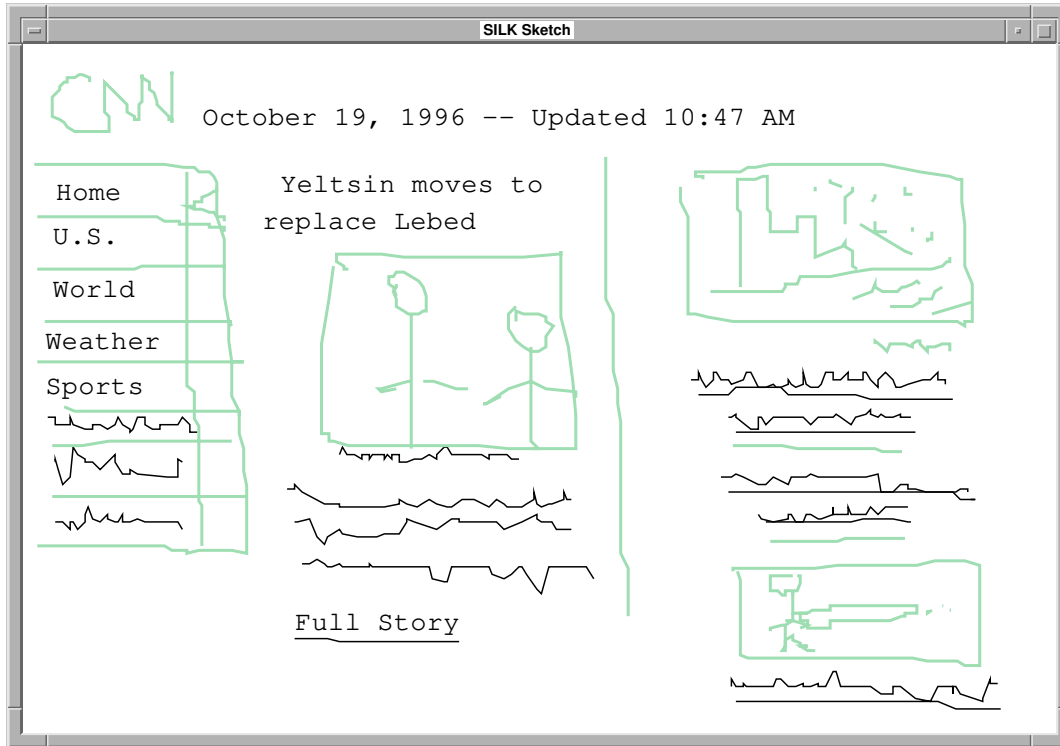 SILK Sketch
CNN
October 19, 1996 -- Updated 10:47 AM
Home
U.S.
World
Weather
Sports
Yeltsin moves to
replace Lebed
Full Story